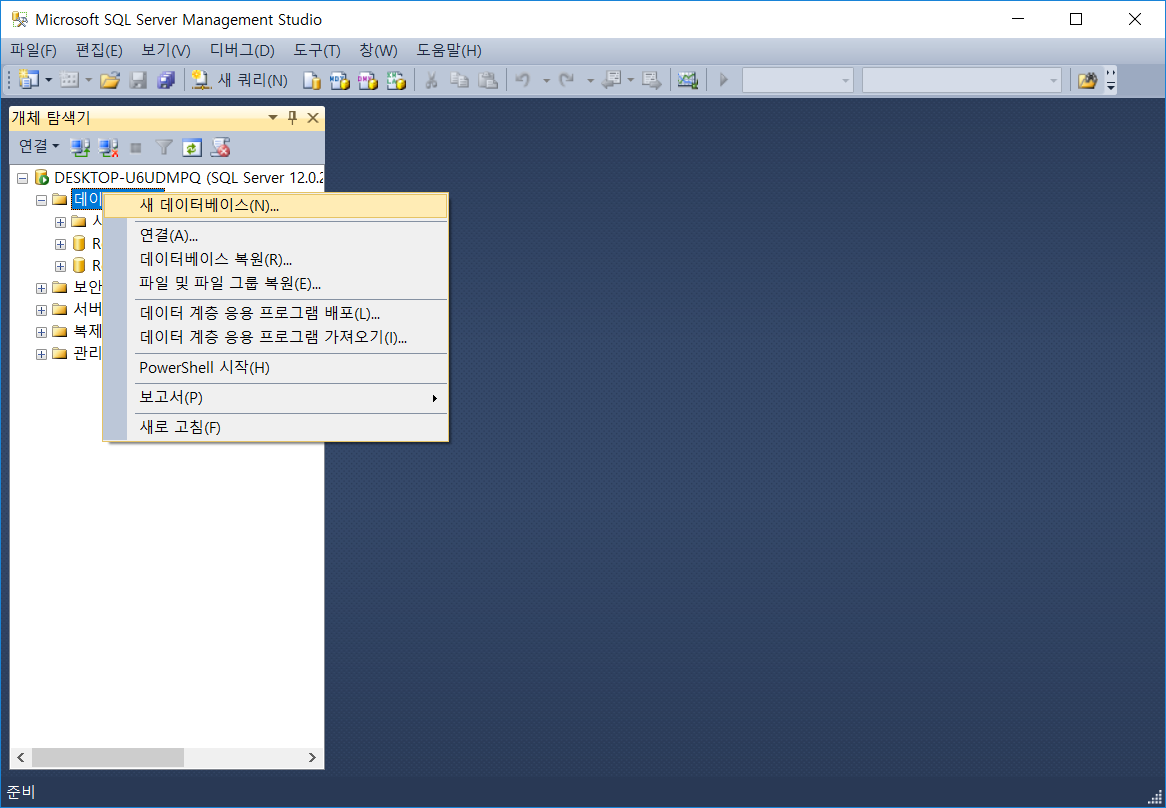 Microsoft SQL Server Management Studio
파일(F) 편집(E) 보기(V) 디버그(D) 도구(T) 창(W) 도움말(H)
새 쿼리(N)
개체 탐색기
연결
DESKTOP-U6UDMPQ (SQL Server 12.0.2
데이
새 데이터베이스(N)...
시
연결(A)...
R
데이터베이스 복원(R)...
R
파일 및 파일 그룹 복원(E)...
보안
서버
데이터 계층 응용 프로그램 배포(L)...
복제
데이터 계층 응용 프로그램 가져오기(I)...
관리
PowerShell 시작(H)
보고서(P)
새로 고침(F)
준비